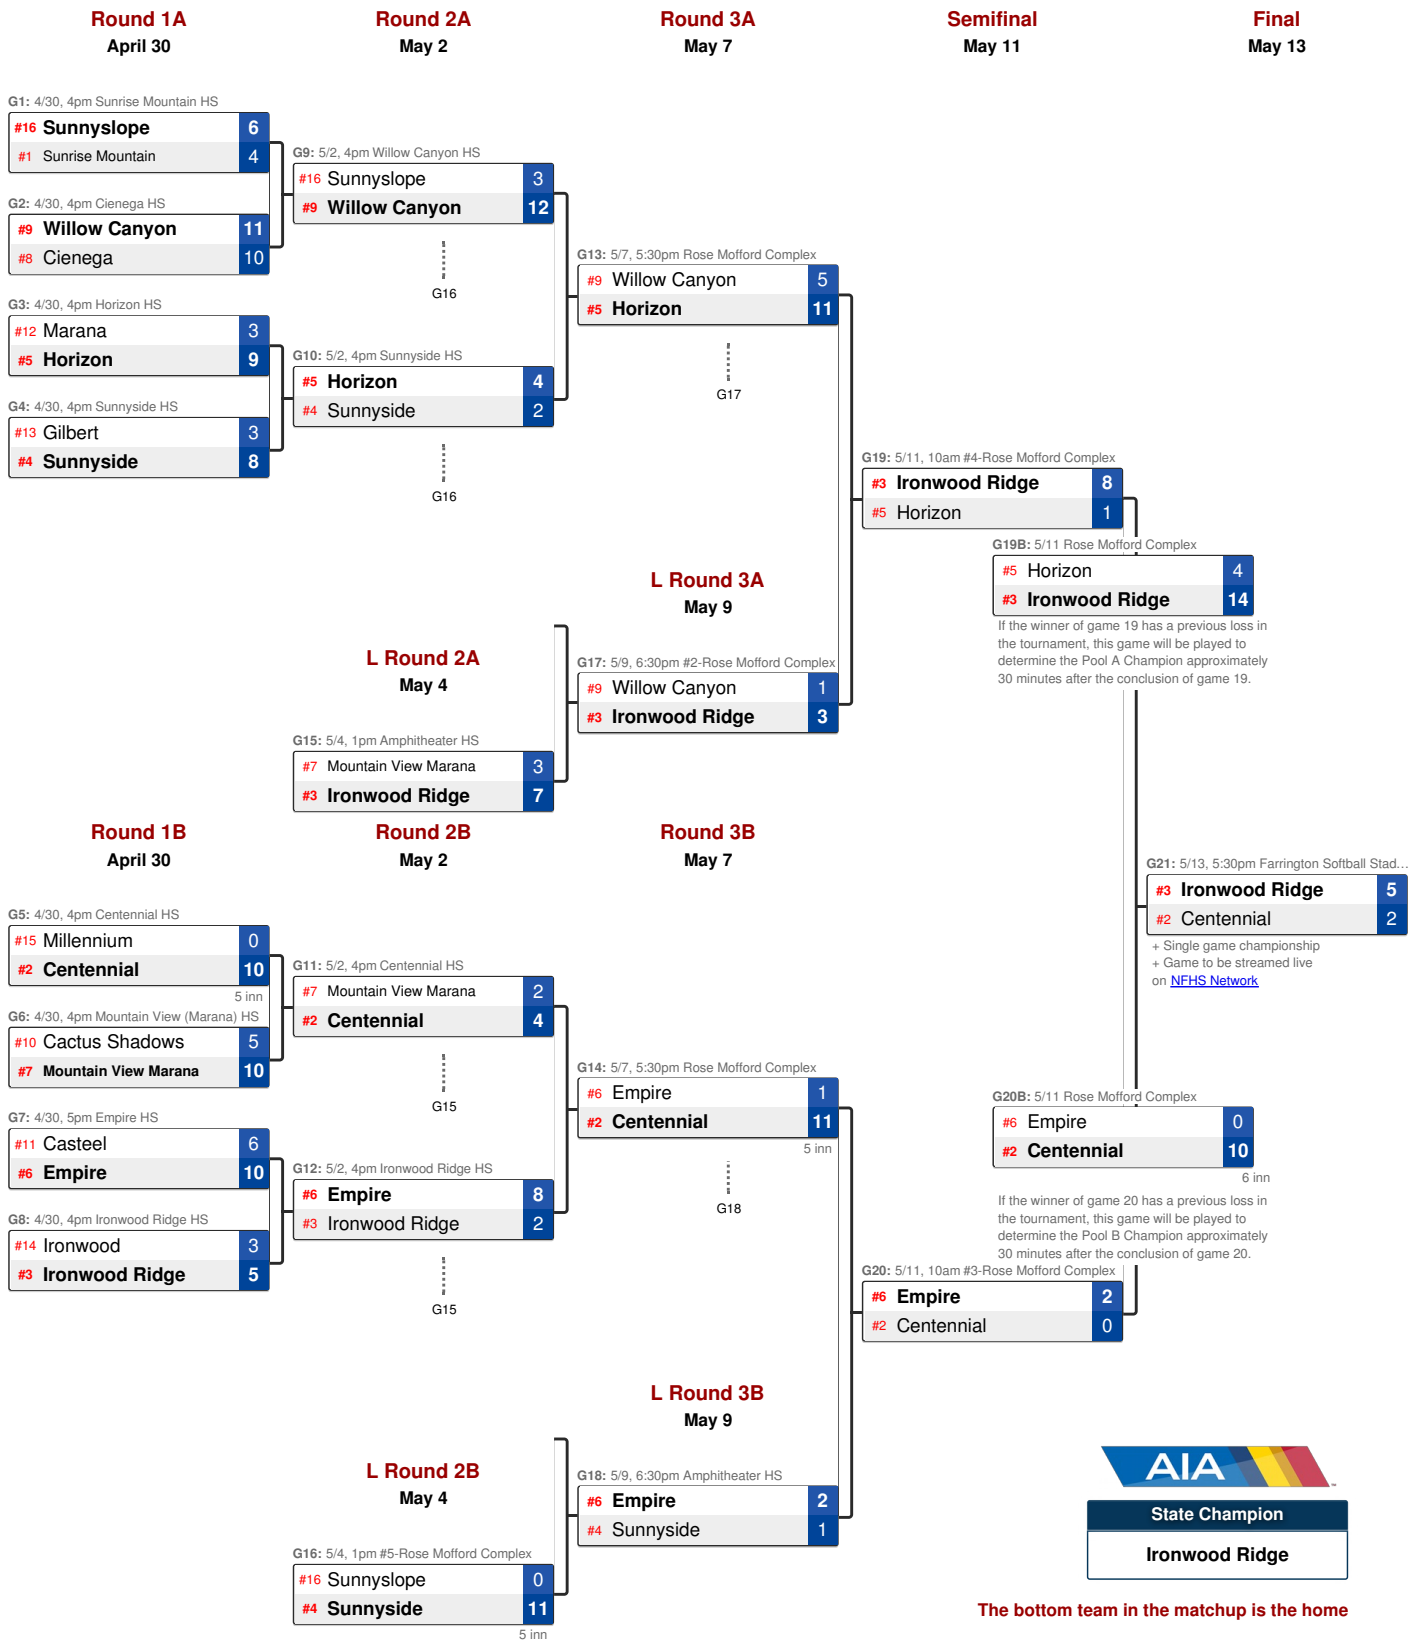 Round 1A
April 30
Round 2A
May 2
Round 3A
May 7
Semifinal
May 11
Final
May 13
G1: 4/30, 4pm Sunrise Mountain HS
#16 Sunnyslope 6
#1 Sunrise Mountain 4
G2: 4/30, 4pm Cienega HS
#9 Willow Canyon 11
#8 Cienega 10
G3: 4/30, 4pm Horizon HS
#12 Marana 3
#5 Horizon 9
G4: 4/30, 4pm Sunnyside HS
#13 Gilbert 3
#4 Sunnyside 8
G9: 5/2, 4pm Willow Canyon HS
#16 Sunnyslope 3
#9 Willow Canyon 12
G16
G10: 5/2, 4pm Sunnyside HS
#5 Horizon 4
#4 Sunnyside 2
G16
G13: 5/7, 5:30pm Rose Mofford Complex
#9 Willow Canyon 5
#5 Horizon 11
G17
G19: 5/11, 10am #4-Rose Mofford Complex
#3 Ironwood Ridge 8
#5 Horizon 1
G19B: 5/11 Rose Mofford Complex
#5 Horizon 4
#3 Ironwood Ridge 14
If the winner of game 19 has a previous loss in
the tournament, this game will be played to
determine the Pool A Champion approximately
30 minutes after the conclusion of game 19.
L Round 3A
May 9
L Round 2A
May 4
G17: 5/9, 6:30pm #2-Rose Mofford Complex
#9 Willow Canyon 1
#3 Ironwood Ridge 3
G15: 5/4, 1pm Amphitheater HS
#7 Mountain View Marana 3
#3 Ironwood Ridge 7
Round 1B
April 30
Round 2B
May 2
Round 3B
May 7
G5: 4/30, 4pm Centennial HS
#15 Millennium 0
#2 Centennial 10
5 inn
G6: 4/30, 4pm Mountain View (Marana) HS
#10 Cactus Shadows 5
#7 Mountain View Marana 10
G7: 4/30, 5pm Empire HS
#11 Casteel 6
#6 Empire 10
G8: 4/30, 4pm Ironwood Ridge HS
#14 Ironwood 3
#3 Ironwood Ridge 5
G11: 5/2, 4pm Centennial HS
#7 Mountain View Marana 2
#2 Centennial 4
G15
G12: 5/2, 4pm Ironwood Ridge HS
#6 Empire 8
#3 Ironwood Ridge 2
G15
G14: 5/7, 5:30pm Rose Mofford Complex
#6 Empire 1
#2 Centennial 11
5 inn
G18
G21: 5/13, 5:30pm Farrington Softball Stad...
#3 Ironwood Ridge 5
#2 Centennial 2
+ Single game championship
+ Game to be streamed live
on NFHS Network
G20B: 5/11 Rose Mofford Complex
#6 Empire 0
#2 Centennial 10
6 inn
If the winner of game 20 has a previous loss in
the tournament, this game will be played to
determine the Pool B Champion approximately
30 minutes after the conclusion of game 20.
G20: 5/11, 10am #3-Rose Mofford Complex
#6 Empire 2
#2 Centennial 0
L Round 3B
May 9
L Round 2B
May 4
G18: 5/9, 6:30pm Amphitheater HS
#6 Empire 2
#4 Sunnyside 1
G16: 5/4, 1pm #5-Rose Mofford Complex
#16 Sunnyslope 0
#4 Sunnyside 11
5 inn
AIA
State Champion
Ironwood Ridge
The bottom team in the matchup is the home